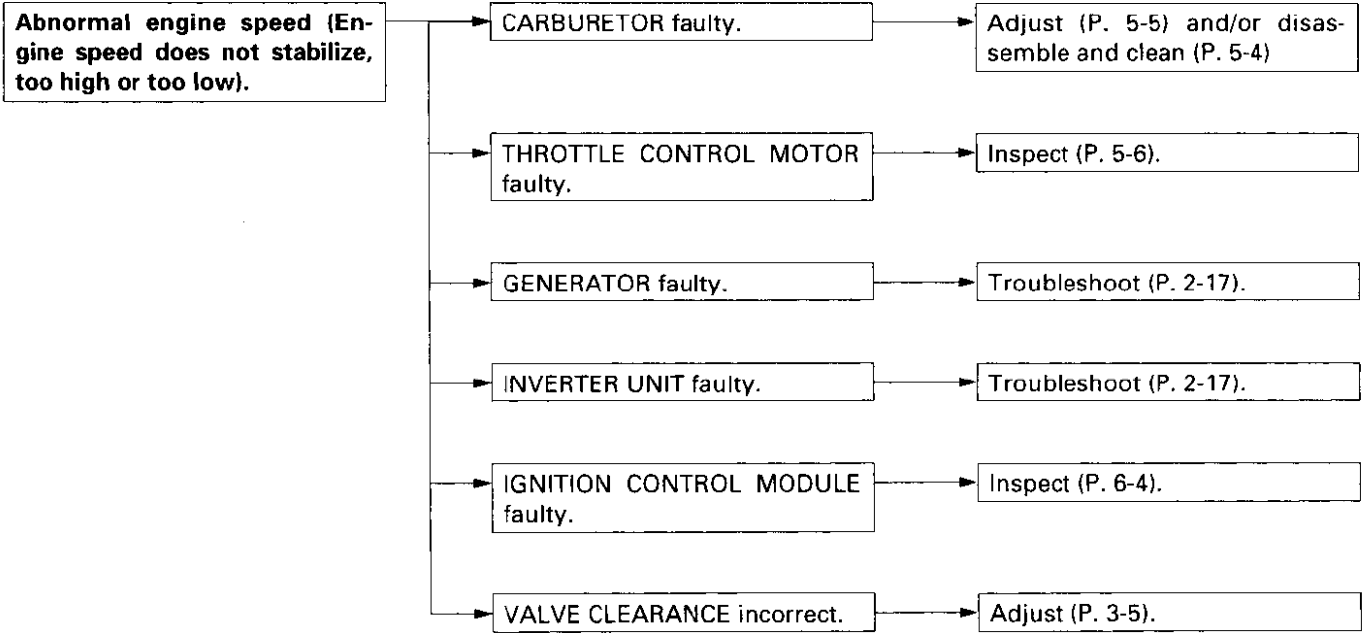 Abnormal engine speed (En-
gine speed does not stabilize,
too high or too low).
CARBURETOR faulty.
Adjust (P. 5-5) and/or disas-
semble and clean (P. 5-4)
THROTTLE CONTROL MOTOR
faulty.
Inspect (P. 5-6).
GENERATOR faulty.
Troubleshoot (P. 2-17).
INVERTER UNIT faulty.
Troubleshoot (P. 2-17).
IGNITION CONTROL MODULE
faulty.
Inspect (P. 6-4).
VALVE CLEARANCE incorrect.
Adjust (P. 3-5).